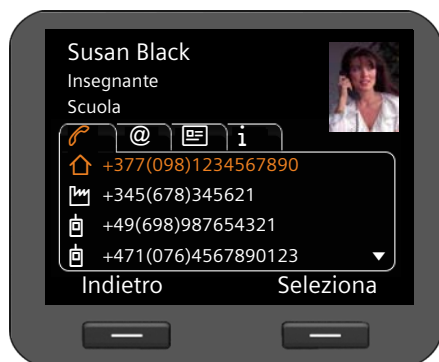 Susan Black
Insegnante
Scuola
@ i
+377(098)1234567890
+345(678)345621
+49(698)987654321
+471(076)4567890123
Indietro Seleziona